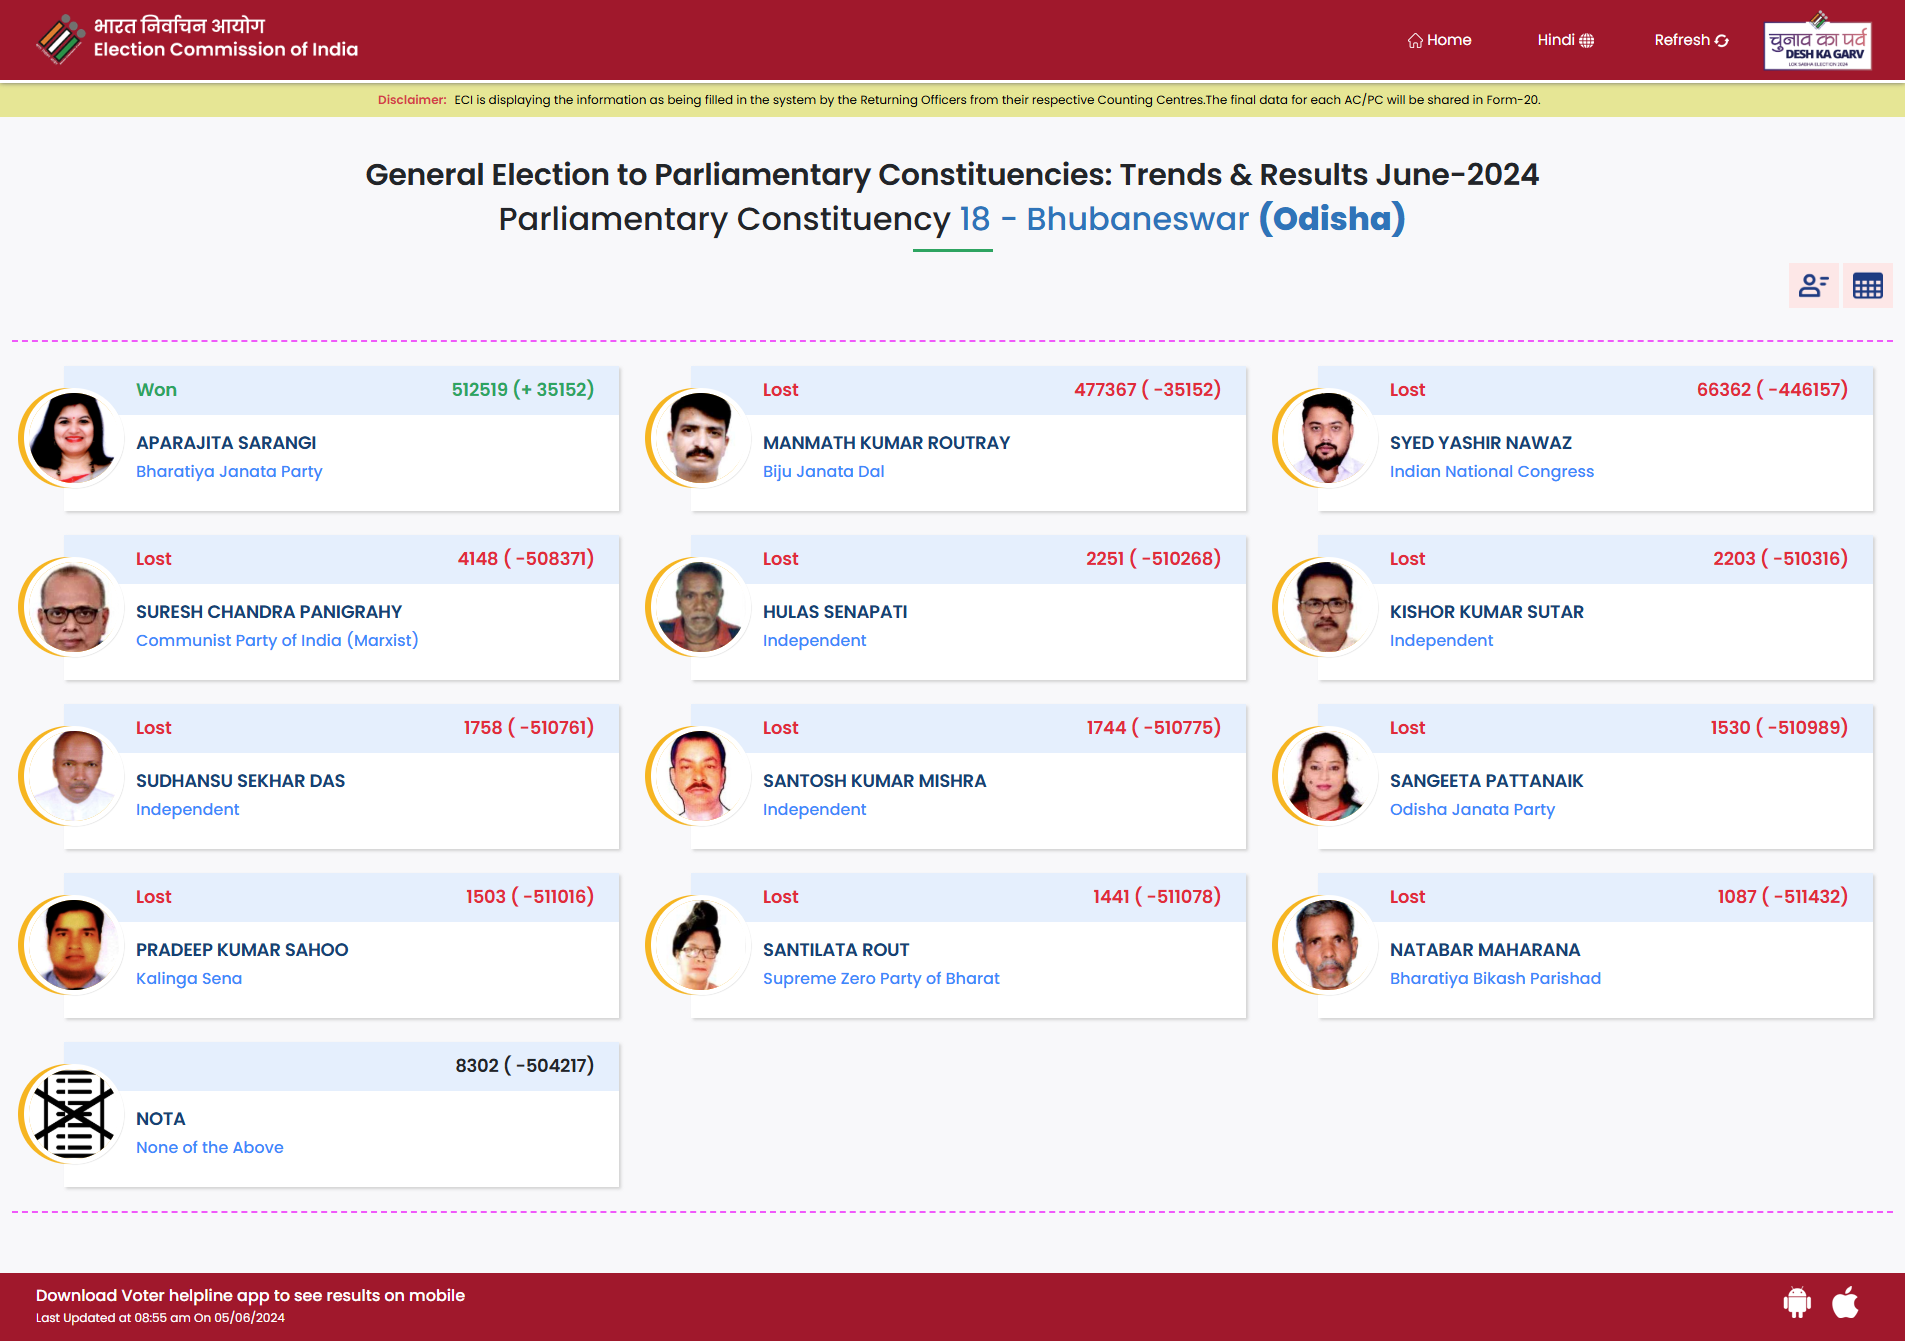 भारत निर्वाचन आयोग
Election Commission of India
Home
Hindi
Refresh
चुनाव का पर्व
DESH KA GARV
LOK SABHA ELECTION 2024
Disclaimer: ECI is displaying the information as being filled in the system by the Returning Officers from their respective Counting Centres.The final data for each AC/PC will be shared in Form-20.
General Election to Parliamentary Constituencies: Trends & Results June-2024
Parliamentary Constituency 18 - Bhubaneswar (Odisha)
Won 512519 (+ 35152)
APARAJITA SARANGI
Bharatiya Janata Party
Lost 477367 ( -35152)
MANMATH KUMAR ROUTRAY
Biju Janata Dal
Lost 66362 ( -446157)
SYED YASHIR NAWAZ
Indian National Congress
Lost 4148 ( -508371)
SURESH CHANDRA PANIGRAHY
Communist Party of India (Marxist)
Lost 2251 ( -510268)
HULAS SENAPATI
Independent
Lost 2203 ( -510316)
KISHOR KUMAR SUTAR
Independent
Lost 1758 ( -510761)
SUDHANSU SEKHAR DAS
Independent
Lost 1744 ( -510775)
SANTOSH KUMAR MISHRA
Independent
Lost 1530 ( -510989)
SANGEETA PATTANAIK
Odisha Janata Party
Lost 1503 ( -511016)
PRADEEP KUMAR SAHOO
Kalinga Sena
Lost 1441 ( -511078)
SANTILATA ROUT
Supreme Zero Party of Bharat
Lost 1087 ( -511432)
NATABAR MAHARANA
Bharatiya Bikash Parishad
8302 ( -504217)
NOTA
None of the Above
Download Voter helpline app to see results on mobile
Last Updated at 08:55 am On 05/06/2024